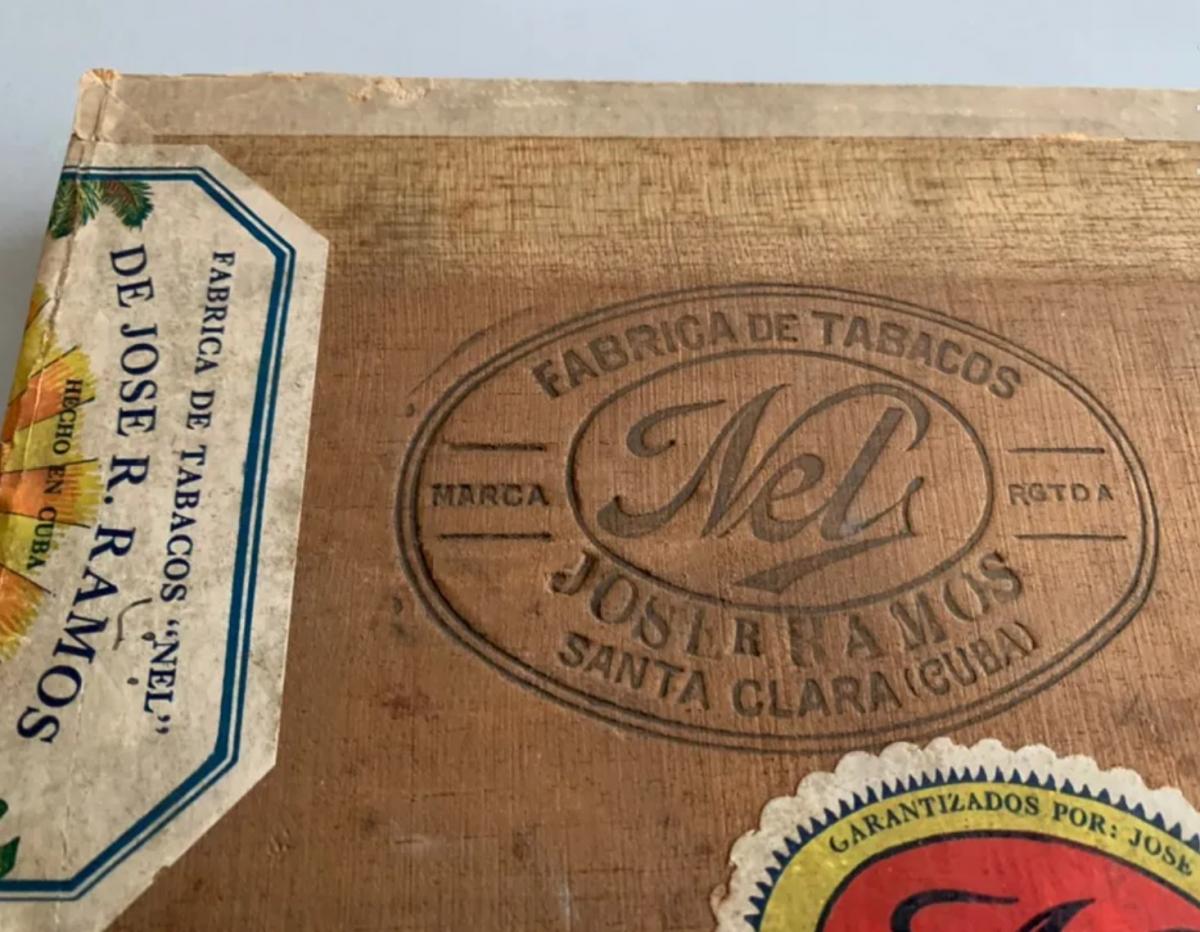 FABRICA DE TABACOS “NEL”
DE JOSE R. RAMOS
HECHO EN CUBA
FABRICA DE TABACOS
Nel
MARCA
RGTDA
JOSE R RAMOS
SANTA CLARA (CUBA)
GARANTIZADOS POR: JOSE